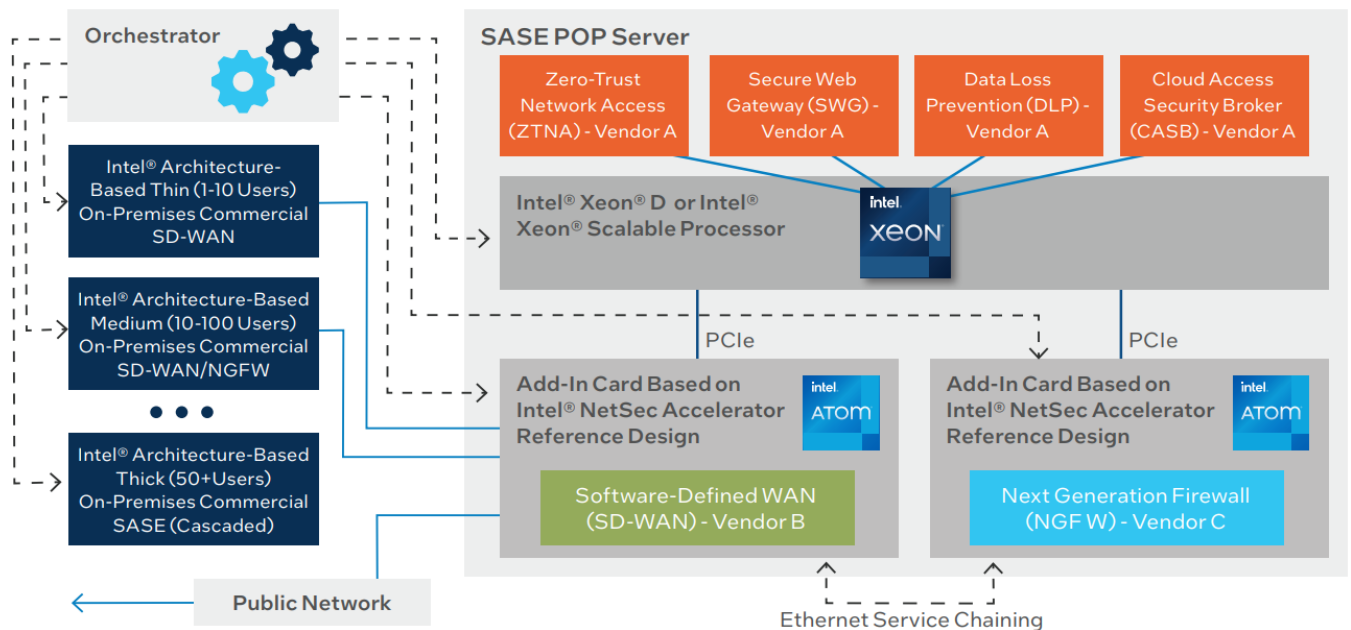 Orchestrator
Intel® Architecture-
Based Thin (1-10 Users)
On-Premises Commercial
SD-WAN
Intel® Architecture-Based
Medium (10-100 Users)
On-Premises Commercial
SD-WAN/NGFW
Intel® Architecture-Based
Thick (50+Users)
On-Premises Commercial
SASE (Cascaded)
Public Network
SASE POP Server
Zero-Trust
Network Access
(ZTNA) - Vendor A
Secure Web
Gateway (SWG) -
Vendor A
Data Loss
Prevention (DLP) -
Vendor A
Cloud Access
Security Broker
(CASB) - Vendor A
Intel® Xeon® D or Intel®
Xeon® Scalable Processor
intel.
xeon
PCIe
PCIe
Add-In Card Based on
Intel® NetSec Accelerator
Reference Design
intel.
ATOM
Software-Defined WAN
(SD-WAN) - Vendor B
Add-In Card Based on
Intel® NetSec Accelerator
Reference Design
intel.
ATOM
Next Generation Firewall
(NGF W) - Vendor C
Ethernet Service Chaining